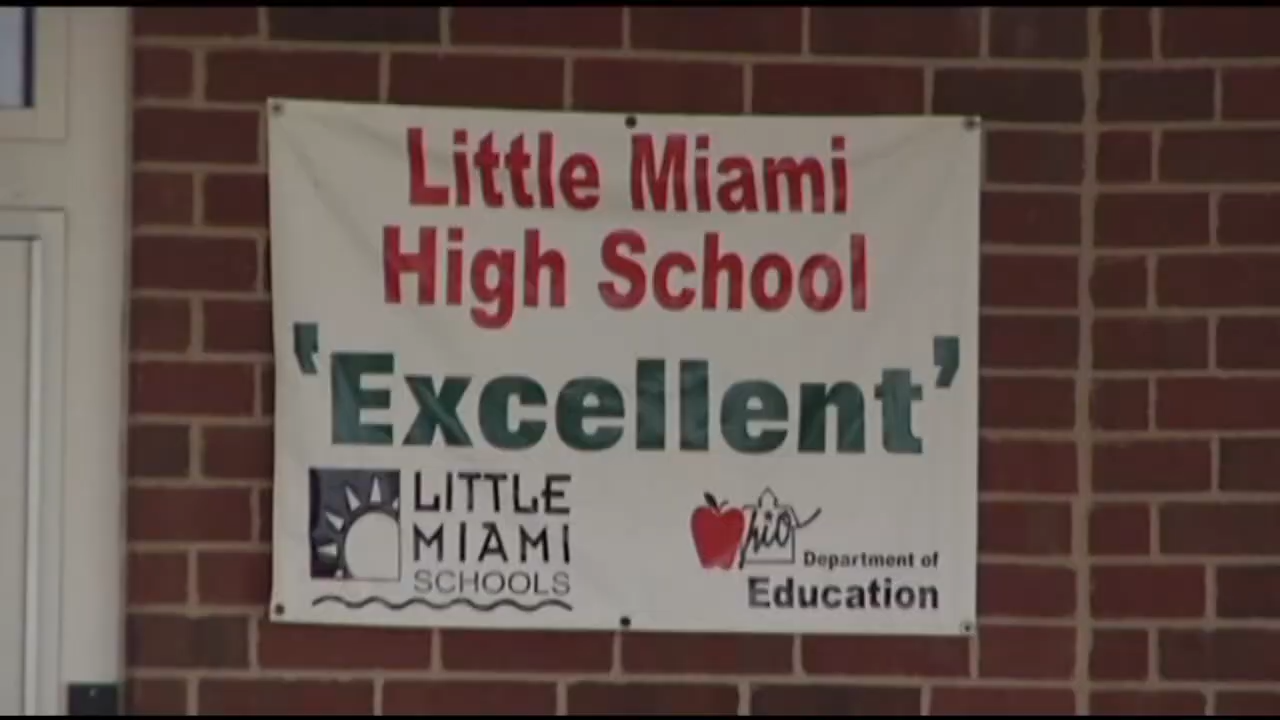 Little Miami
High School
'Excellent'
LITTLE
MIAMI
SCHOOLS
Ohio
Department of
Education